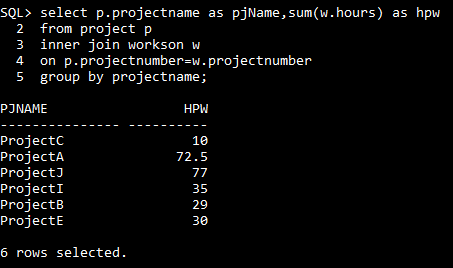 SQL> select p.projectname as pjName,sum(w.hours) as hpw
  2  from project p
  3  inner join workson w
  4  on p.projectnumber=w.projectnumber
  5  group by projectname;
PJNAME                 HPW
--------------- ----------
ProjectC                10
ProjectA              72.5
ProjectJ                77
ProjectI                35
ProjectB                29
ProjectE                30
6 rows selected.